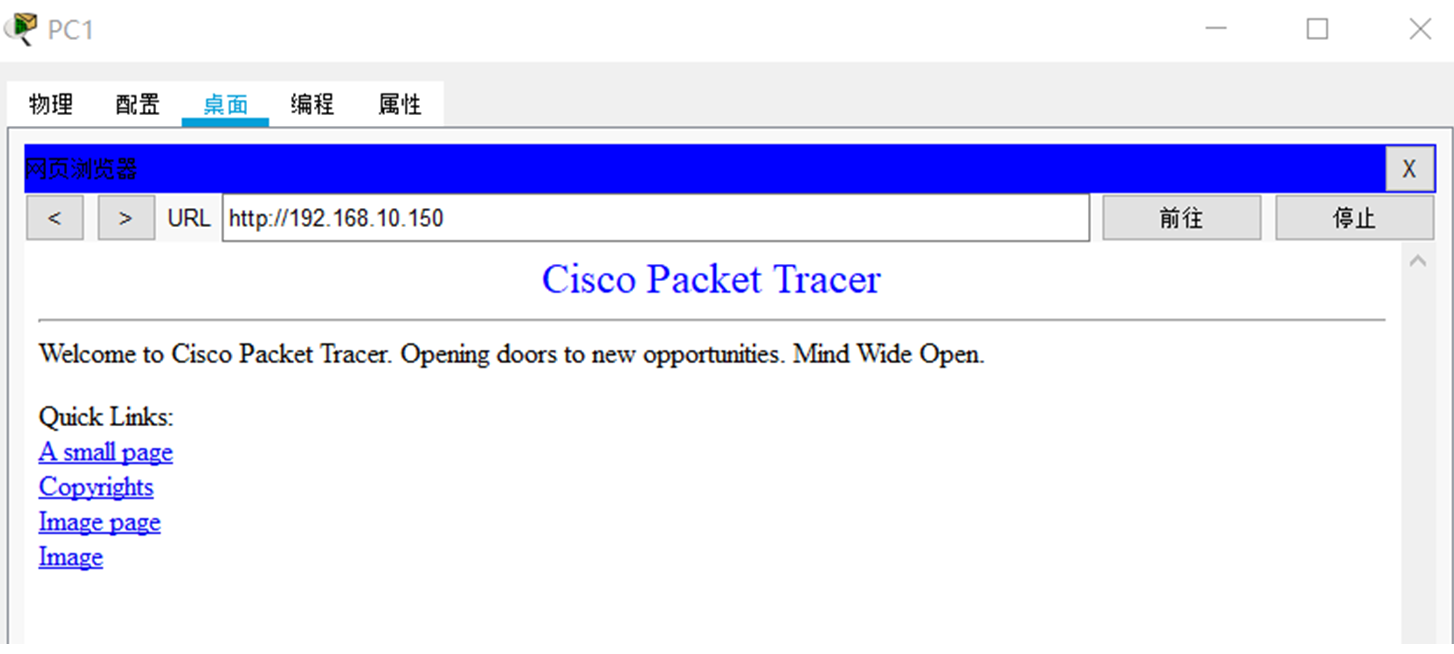 PC1
物理 配置 桌面 编程 属性
网页浏览器 X
< > URL http://192.168.10.150 前往 停止
Cisco Packet Tracer
Welcome to Cisco Packet Tracer. Opening doors to new opportunities. Mind Wide Open.
Quick Links:
A small page
Copyrights
Image page
Image